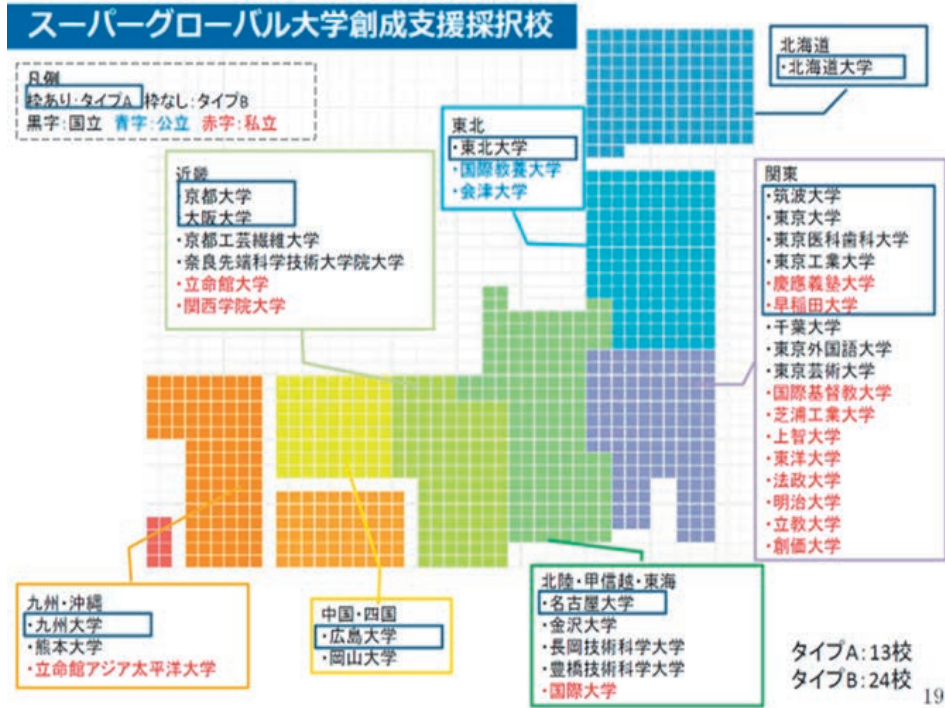 スーパーグローバル大学創成支援採択校
凡例
枠あり・タイプA 枠なし:タイプB
黒字:国立 青字:公立 赤字:私立
北海道
・北海道大学
東北
・東北大学
・国際教養大学
・会津大学
近畿
・京都大学
・大阪大学
・京都工芸繊維大学
・奈良先端科学技術大学院大学
・立命館大学
・関西学院大学
関東
・筑波大学
・東京大学
・東京医科歯科大学
・東京工業大学
・慶應義塾大学
・早稲田大学
・千葉大学
・東京外国語大学
・東京芸術大学
・国際基督教大学
・芝浦工業大学
・上智大学
・東洋大学
・法政大学
・明治大学
・立教大学
・創価大学
九州・沖縄
・九州大学
・熊本大学
・立命館アジア太平洋大学
中国・四国
・広島大学
・岡山大学
北陸・甲信越・東海
・名古屋大学
・金沢大学
・長岡技術科学大学
・豊橋技術科学大学
・国際大学
タイプA:13校
タイプB:24校
19